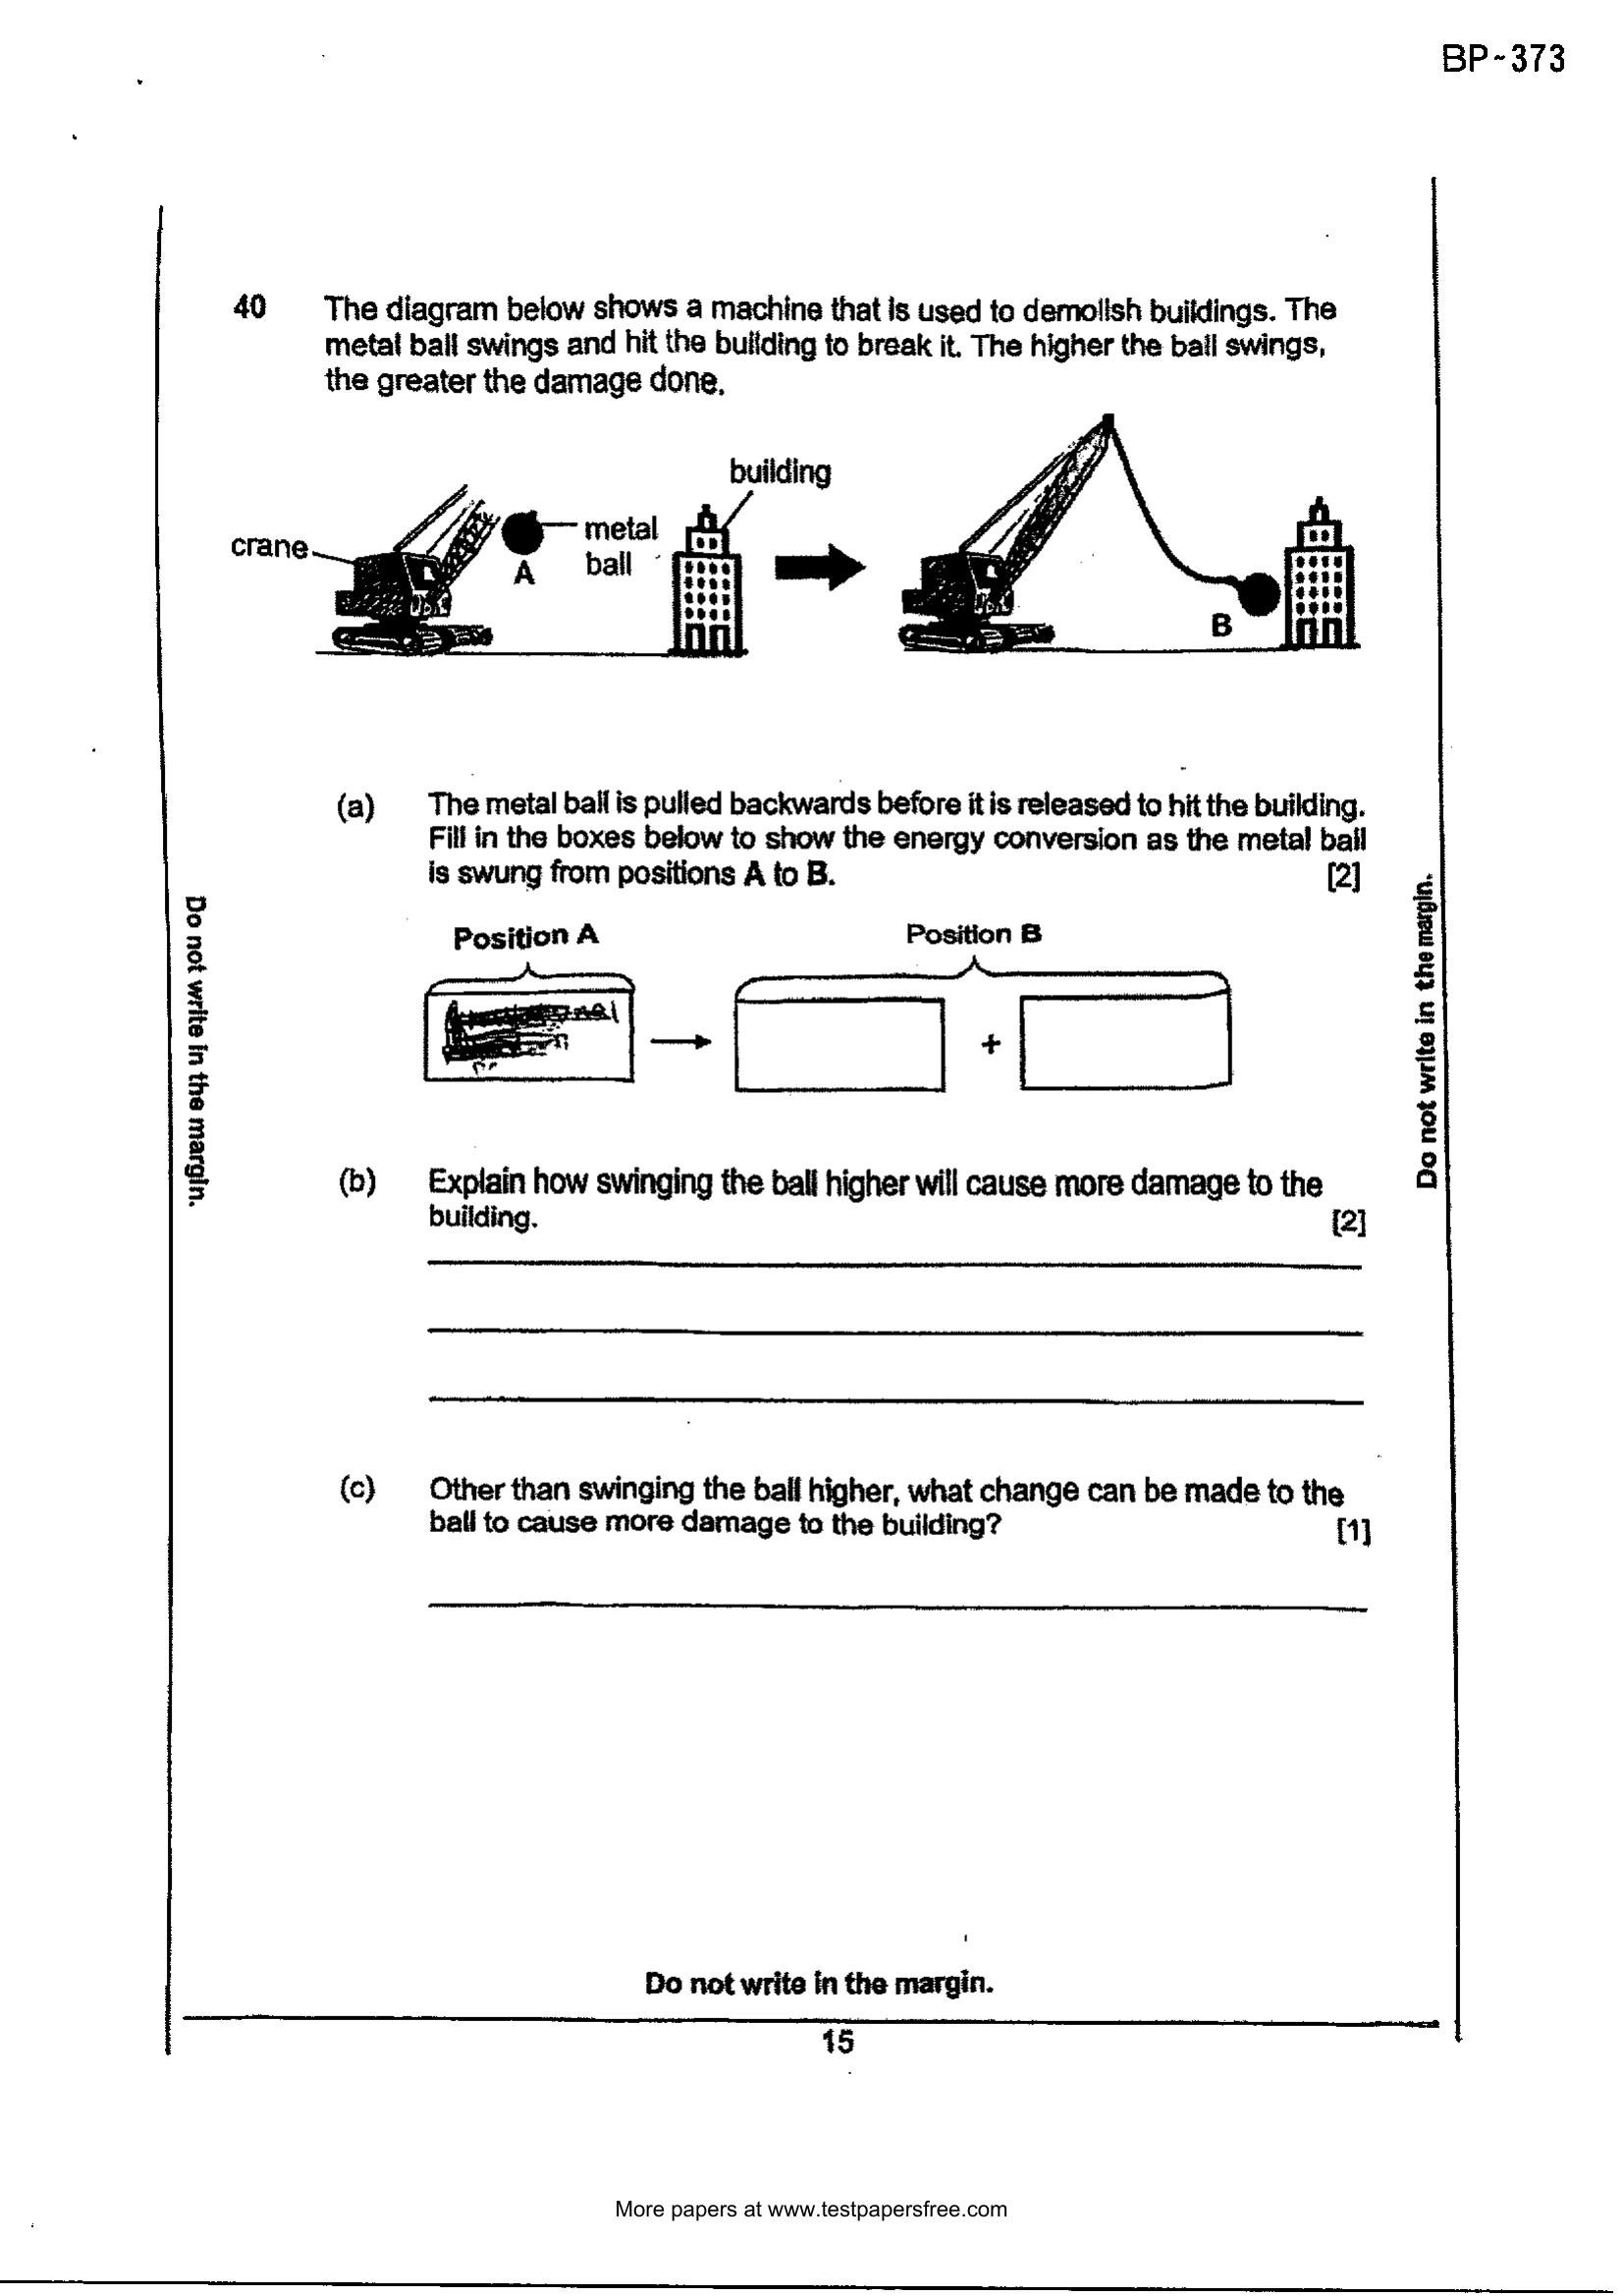 BP-373
40 The diagram below shows a machine that is used to demolish buildings. The
metal ball swings and hit the building to break it. The higher the ball swings,
the greater the damage done.
building
crane
metal
ball
A
B
(a) The metal ball is pulled backwards before it is released to hit the building.
Fill in the boxes below to show the energy conversion as the metal ball
is swung from positions A to B. [2]
Position A
Position B
+
(b) Explain how swinging the ball higher will cause more damage to the
building. [2]
(c) Other than swinging the ball higher, what change can be made to the
ball to cause more damage to the building? [1]
Do not write in the margin.
Do not write in the margin.
Do not write in the margin.
15
More papers at www.testpapersfree.com